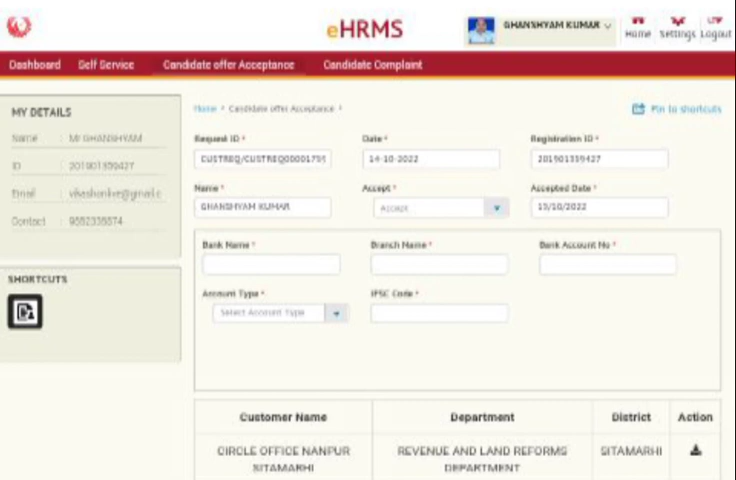 eHRMS
GHANSHYAM KUMAR
Home Settings Logout
Dashboard Self Service Candidate offer Acceptance Candidate Complaint
MY DETAILS
Name : Mr GHANSHYAM
ID : 201901359427
Email
Contact
SHORTCUTS
Home › Candidate offer Acceptance ›
Pin to shortcuts
Request ID * Date * Registration ID *
14-10-2022 201901359427
Name * Accept * Accepted Date *
GHANSHYAM KUMAR Accept 13/10/2022
Bank Name * Branch Name * Bank Account No *
Account Type * IFSC Code *
Select Account Type
Customer Name Department District Action
CIRCLE OFFICE NANPUR REVENUE AND LAND REFORMS SITAMARHI
SITAMARHI DEPARTMENT